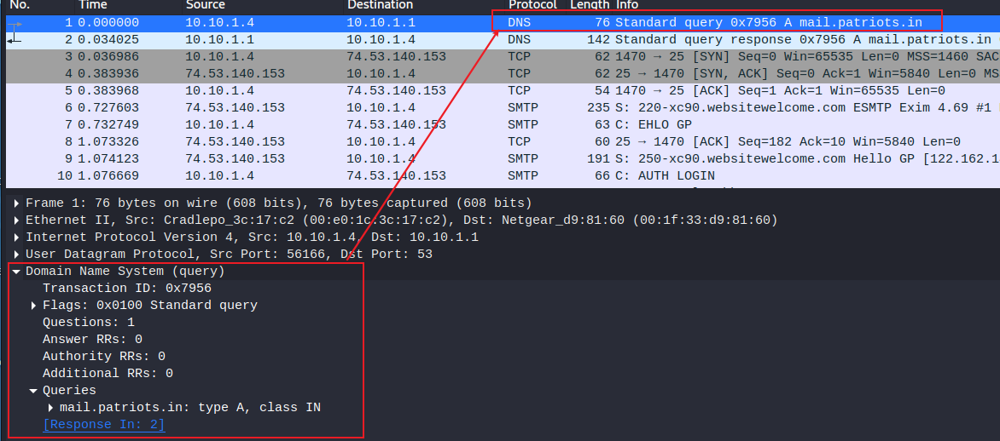 No. Time Source Destination Protocol Length Info
1 0.000000 10.10.1.4 10.10.1.1 DNS 76 Standard query 0x7956 A mail.patriots.in
2 0.034025 10.10.1.1 10.10.1.4 DNS 142 Standard query response 0x7956 A mail.patriots.in
3 0.036986 10.10.1.4 74.53.140.153 TCP 62 1470 → 25 [SYN] Seq=0 Win=65535 Len=0 MSS=1460 SAC
4 0.383936 74.53.140.153 10.10.1.4 TCP 62 25 → 1470 [SYN, ACK] Seq=0 Ack=1 Win=5840 Len=0 MS
5 0.383968 10.10.1.4 74.53.140.153 TCP 54 1470 → 25 [ACK] Seq=1 Ack=1 Win=65535 Len=0
6 0.727603 74.53.140.153 10.10.1.4 SMTP 235 S: 220-xc90.websitewelcome.com ESMTP Exim 4.69 #1
7 0.732749 10.10.1.4 74.53.140.153 SMTP 63 C: EHLO GP
8 1.073326 74.53.140.153 10.10.1.4 TCP 60 25 → 1470 [ACK] Seq=182 Ack=10 Win=5840 Len=0
9 1.074123 74.53.140.153 10.10.1.4 SMTP 191 S: 250-xc90.websitewelcome.com Hello GP [122.162.1
10 1.076669 10.10.1.4 74.53.140.153 SMTP 66 C: AUTH LOGIN
Frame 1: 76 bytes on wire (608 bits), 76 bytes captured (608 bits)
Ethernet II, Src: Cradlepo_3c:17:c2 (00:e0:1c:3c:17:c2), Dst: Netgear_d9:81:60 (00:1f:33:d9:81:60)
Internet Protocol Version 4, Src: 10.10.1.4, Dst: 10.10.1.1
User Datagram Protocol, Src Port: 56166, Dst Port: 53
Domain Name System (query)
Transaction ID: 0x7956
Flags: 0x0100 Standard query
Questions: 1
Answer RRs: 0
Authority RRs: 0
Additional RRs: 0
Queries
mail.patriots.in: type A, class IN
[Response In: 2]